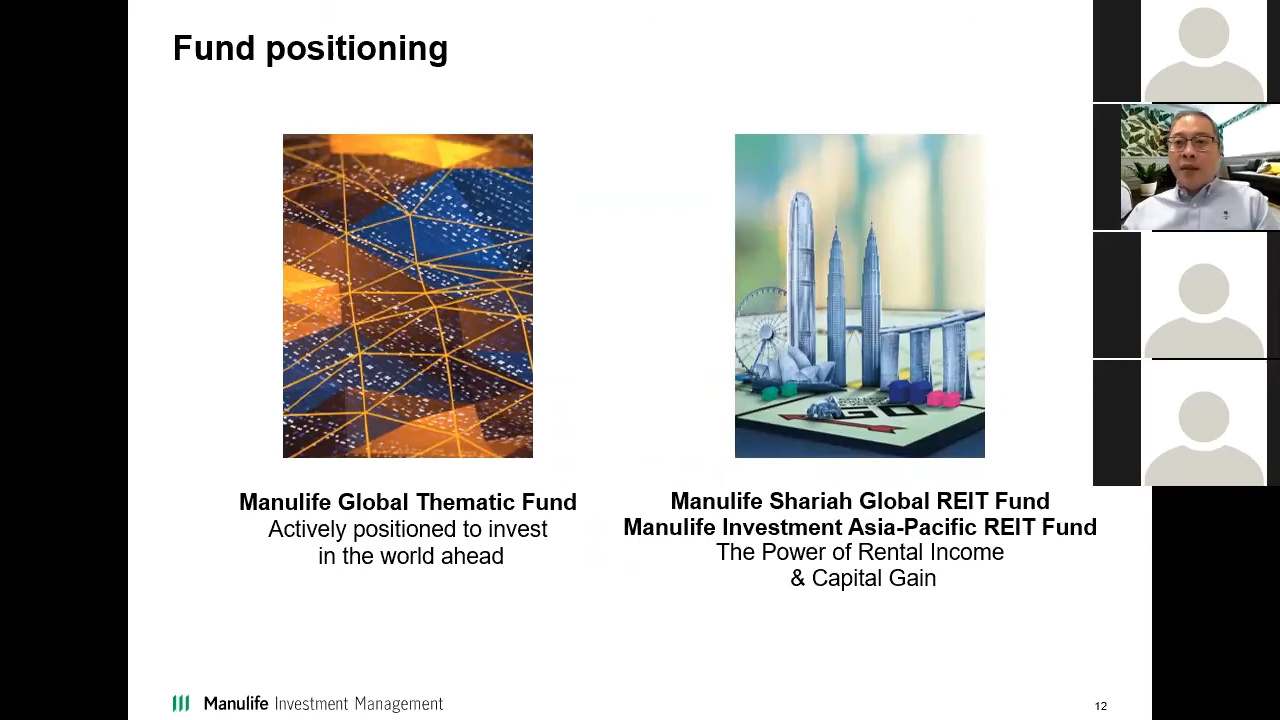 Fund positioning
GO
Manulife Global Thematic Fund
Actively positioned to invest
in the world ahead
Manulife Shariah Global REIT Fund
Manulife Investment Asia-Pacific REIT Fund
The Power of Rental Income
& Capital Gain
Manulife Investment Management
12